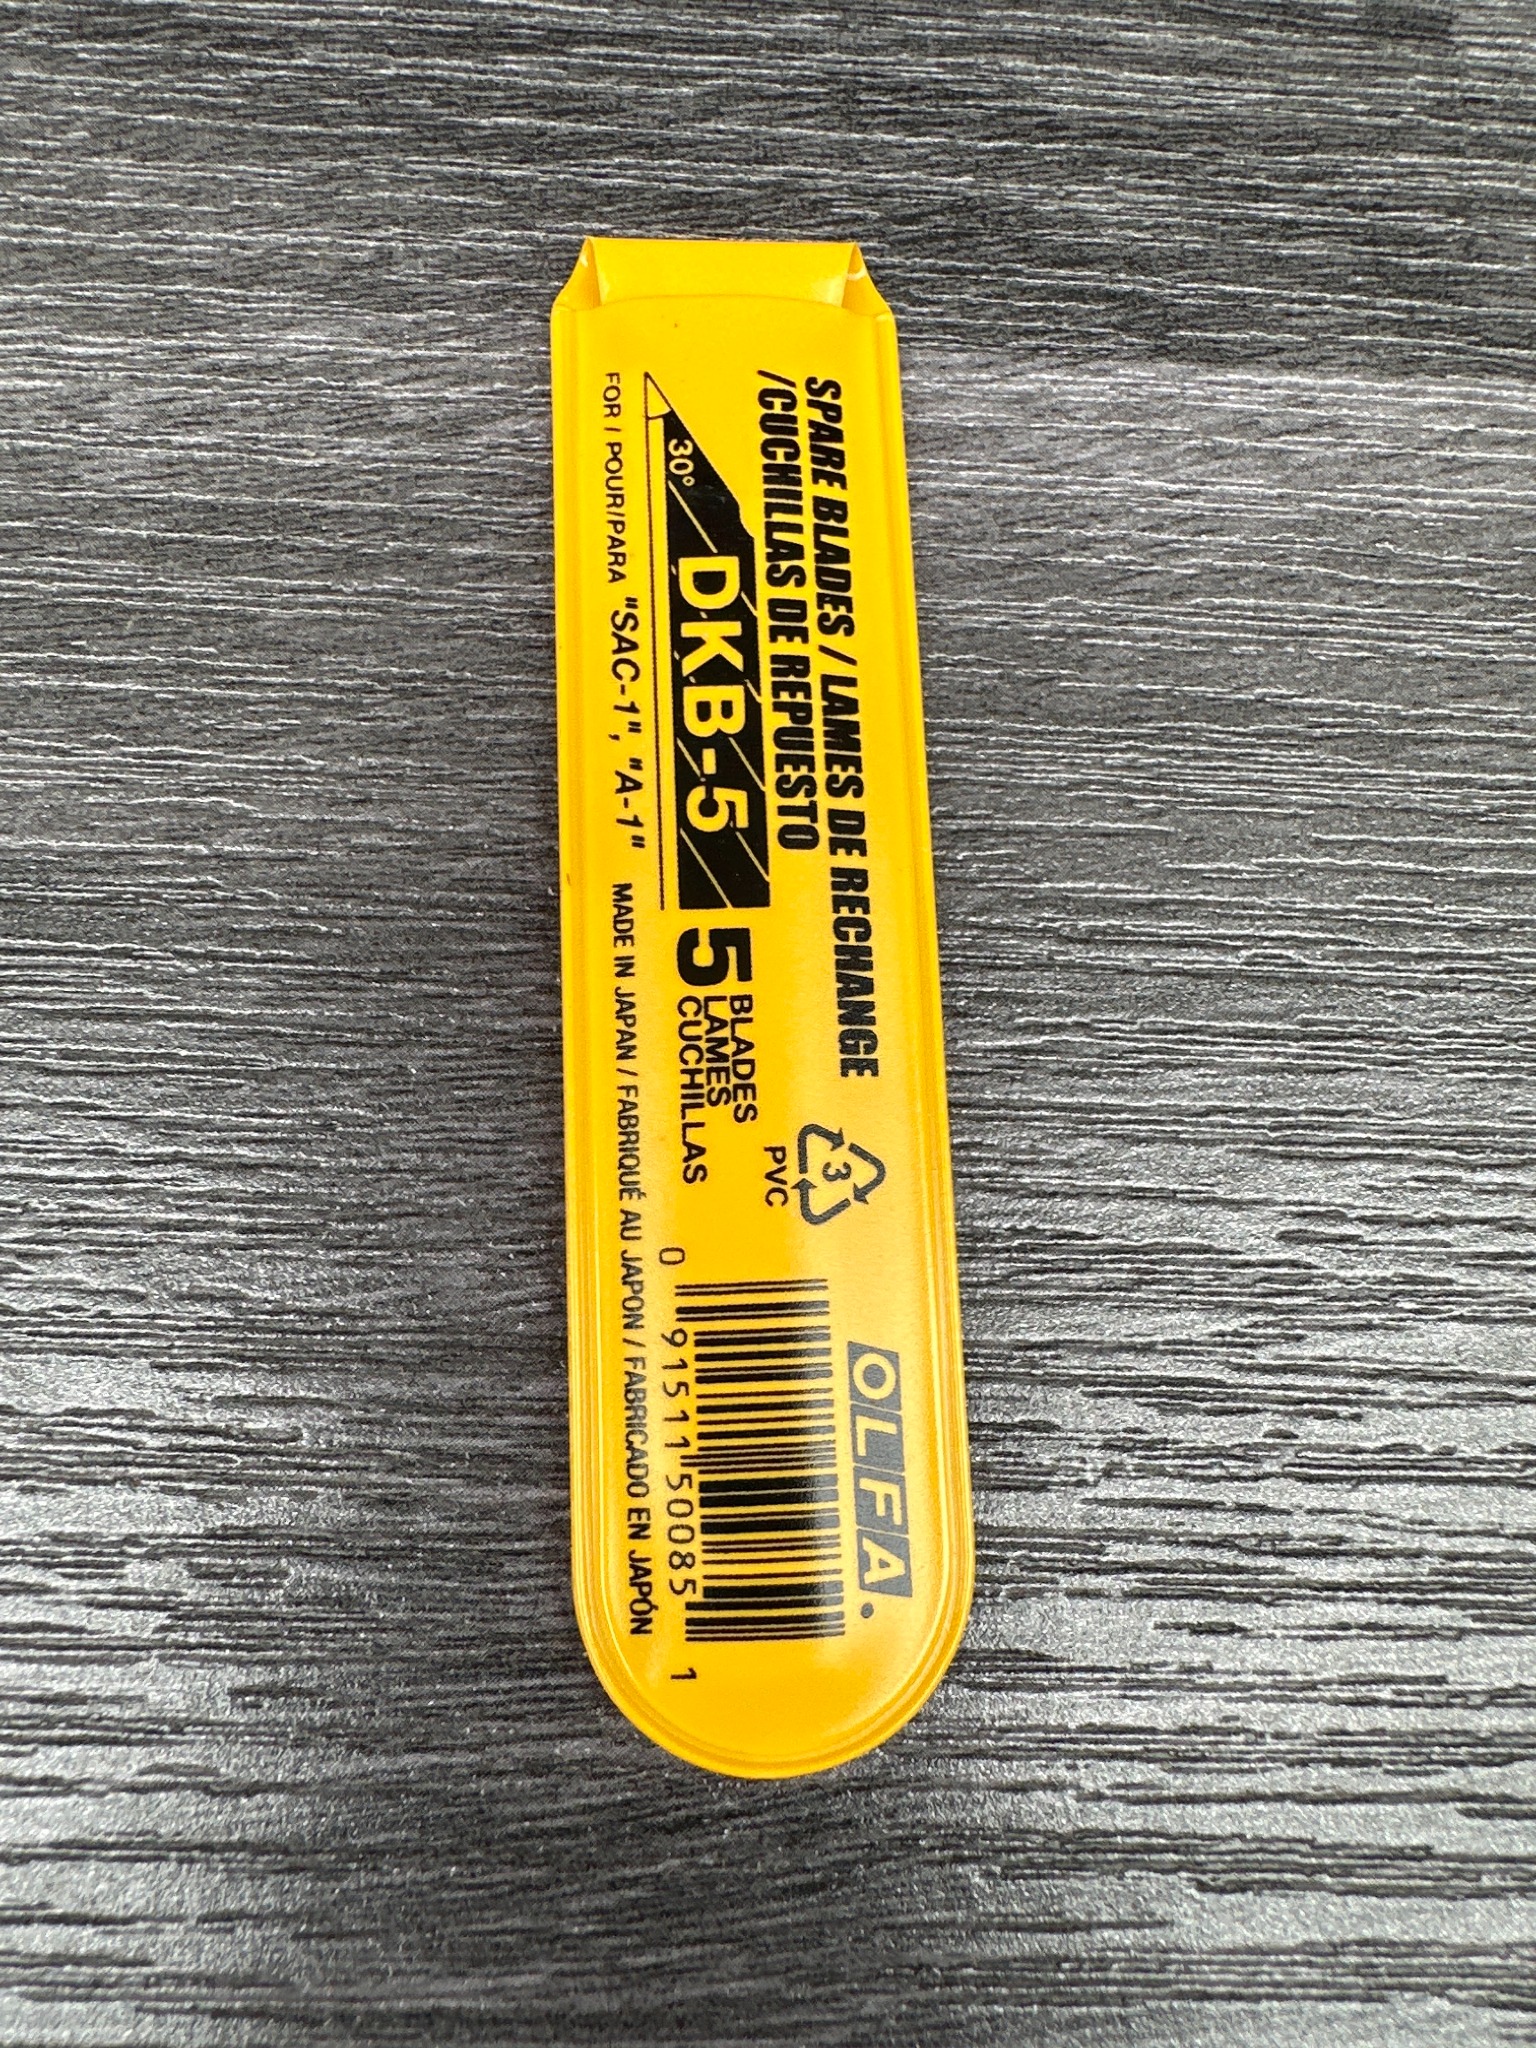 SPARE BLADES / LAMES DE RECHANGE
/CUCHILLAS DE REPUESTO
30°
DKB-5
5
BLADES
LAMES
CUCHILLAS
FOR / POUR/PARA "SAC-1", "A-1"
MADE IN JAPAN / FABRIQUÉ AU JAPON / FABRICADO EN JAPÓN
3
PVC
OLFA
0 91511 50085 1